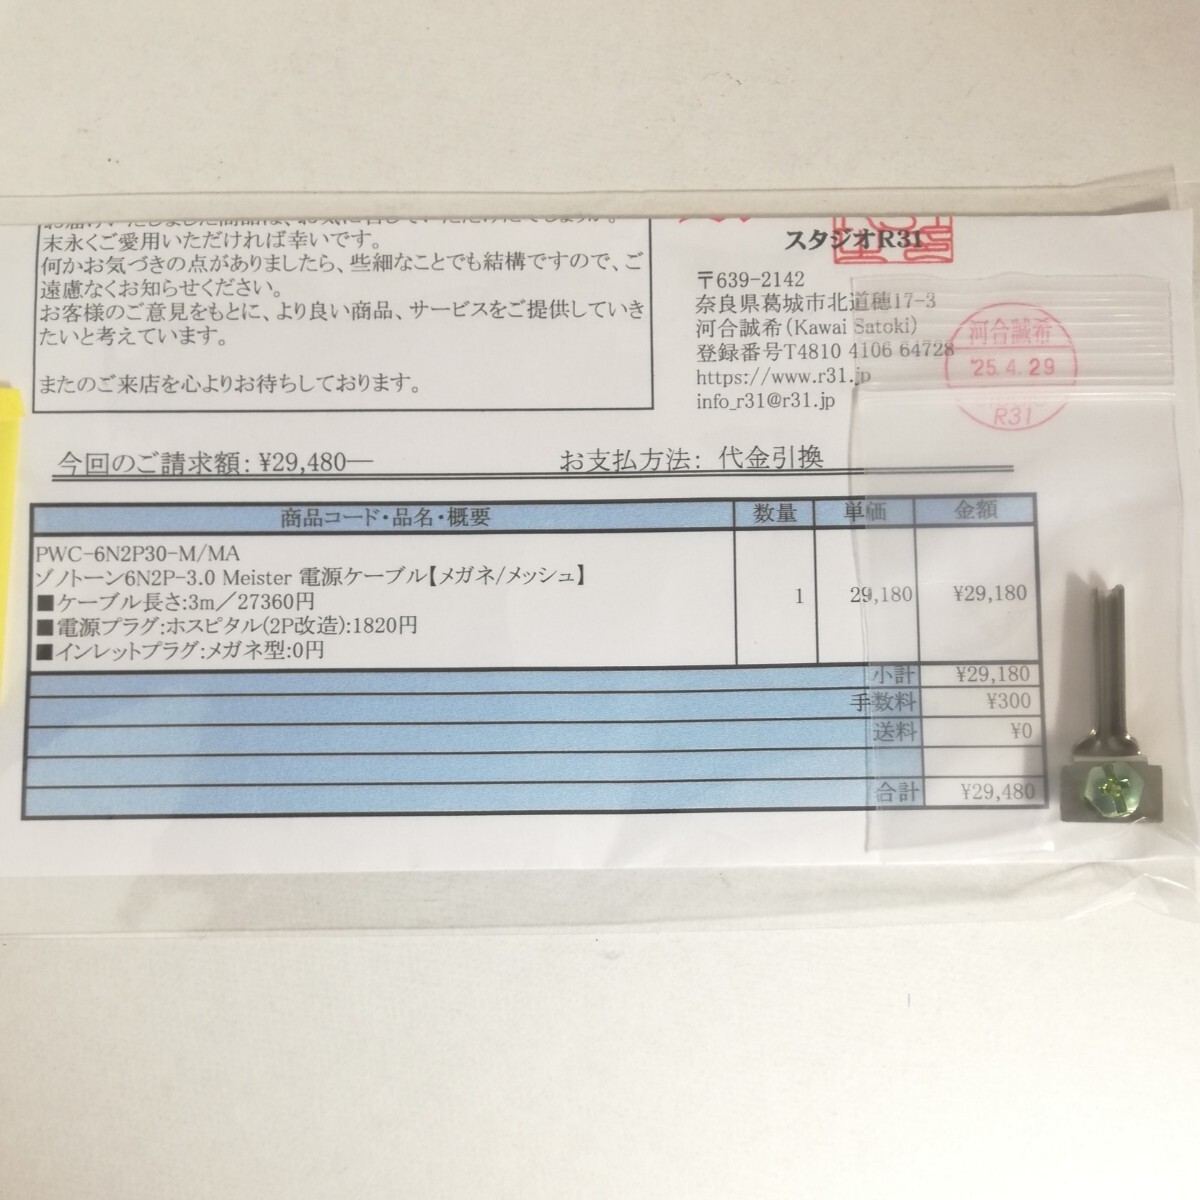 末永くご愛用いただければ幸いです。
何かお気づきの点がありましたら、些細なことでも結構ですので、ご
遠慮なくお知らせください。
お客様のご意見をもとに、より良い商品、サービスをご提供していき
たいと考えています。
またのご来店を心よりお待ちしております。
スタジオR31
〒639-2142
奈良県葛城市北道穂17-3
河合誠希(Kawai Satoki)
登録番号T4810 4106 64728
https://www.r31.jp
info_r31@r31.jp
河合誠希
'25.4.29
R31
今回のご請求額: ¥29,480― お支払方法: 代金引換
商品コード・品名・概要 数量 単価 金額
PWC-6N2P30-M/MA
ゾノトーン6N2P-3.0 Meister 電源ケーブル【メガネ/メッシュ】
■ケーブル長さ:3m／27360円 1 29,180 ¥29,180
■電源プラグ:ホスピタル(2P改造):1820円
■インレットプラグ:メガネ型:0円
小計 ¥29,180
手数料 ¥300
送料 ¥0
合計 ¥29,480